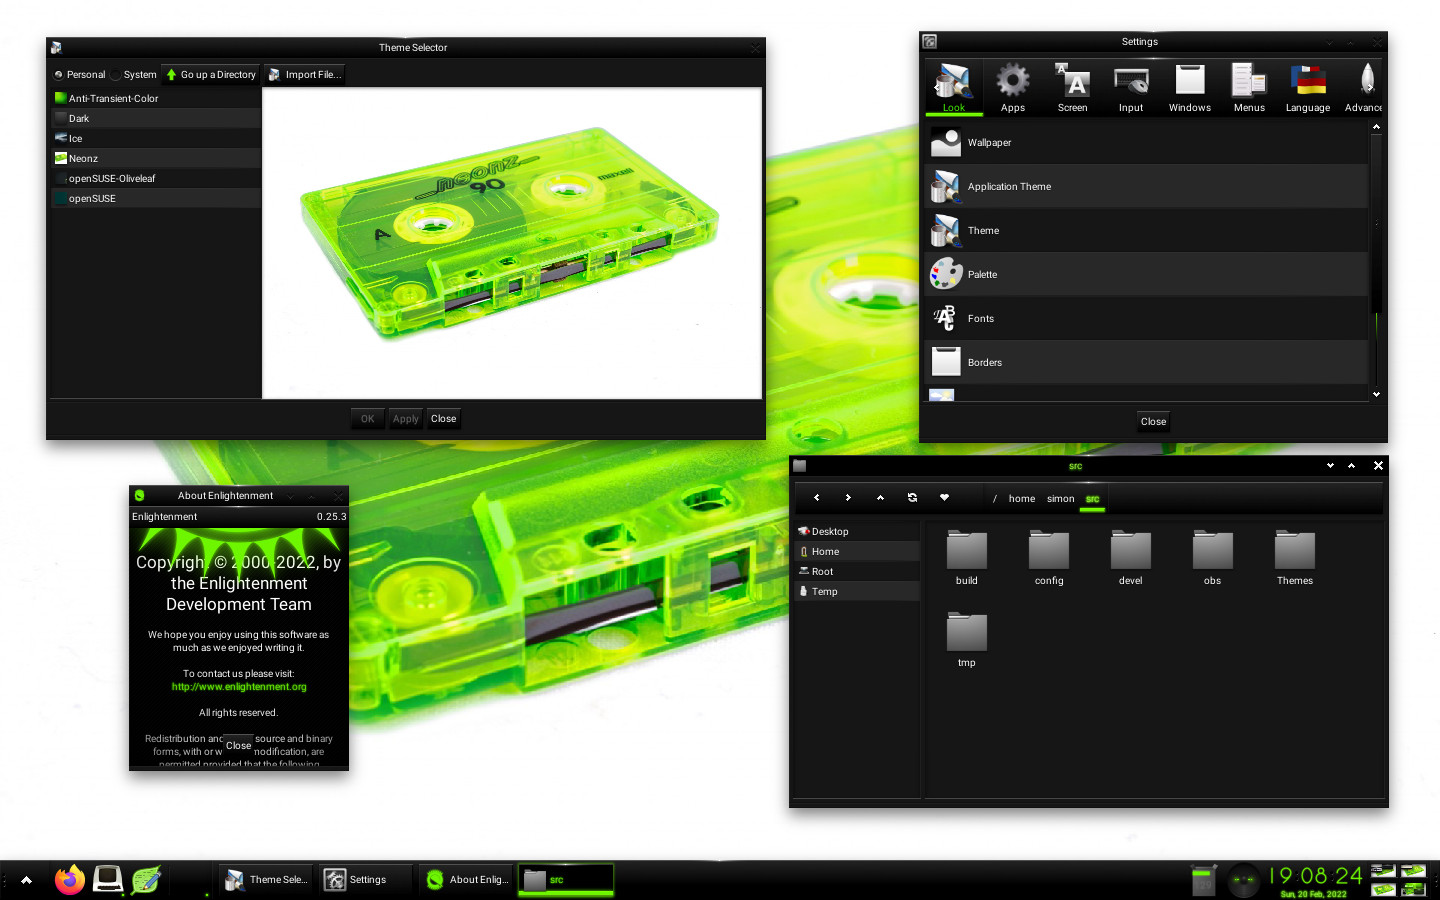 Theme Selector
Personal
System
Go up a Directory
Import File...
Anti-Transient-Color
Dark
Ice
Neonz
openSUSE-Oliveleaf
openSUSE
neonz
90
maxell
A
OK
Apply
Close
Settings
Look
Apps
Screen
Input
Windows
Menus
Language
Advance
Wallpaper
Application Theme
Theme
Palette
Fonts
Borders
Close
About Enlightenment
Enlightenment
0.25.3
Copyright © 2000-2022, by
the Enlightenment
Development Team
We hope you enjoy using this software as
much as we enjoyed writing it.
To contact us please visit:
http://www.enlightenment.org
All rights reserved.
Redistribution and source and binary
forms, with or w modification, are
permitted provided that the following
Close
src
/ home simon src
Desktop
Home
Root
Temp
build
config
devel
obs
Themes
tmp
Theme Sele...
Settings
About Enlig...
src
19:08:24
Sun, 20 Feb, 2022